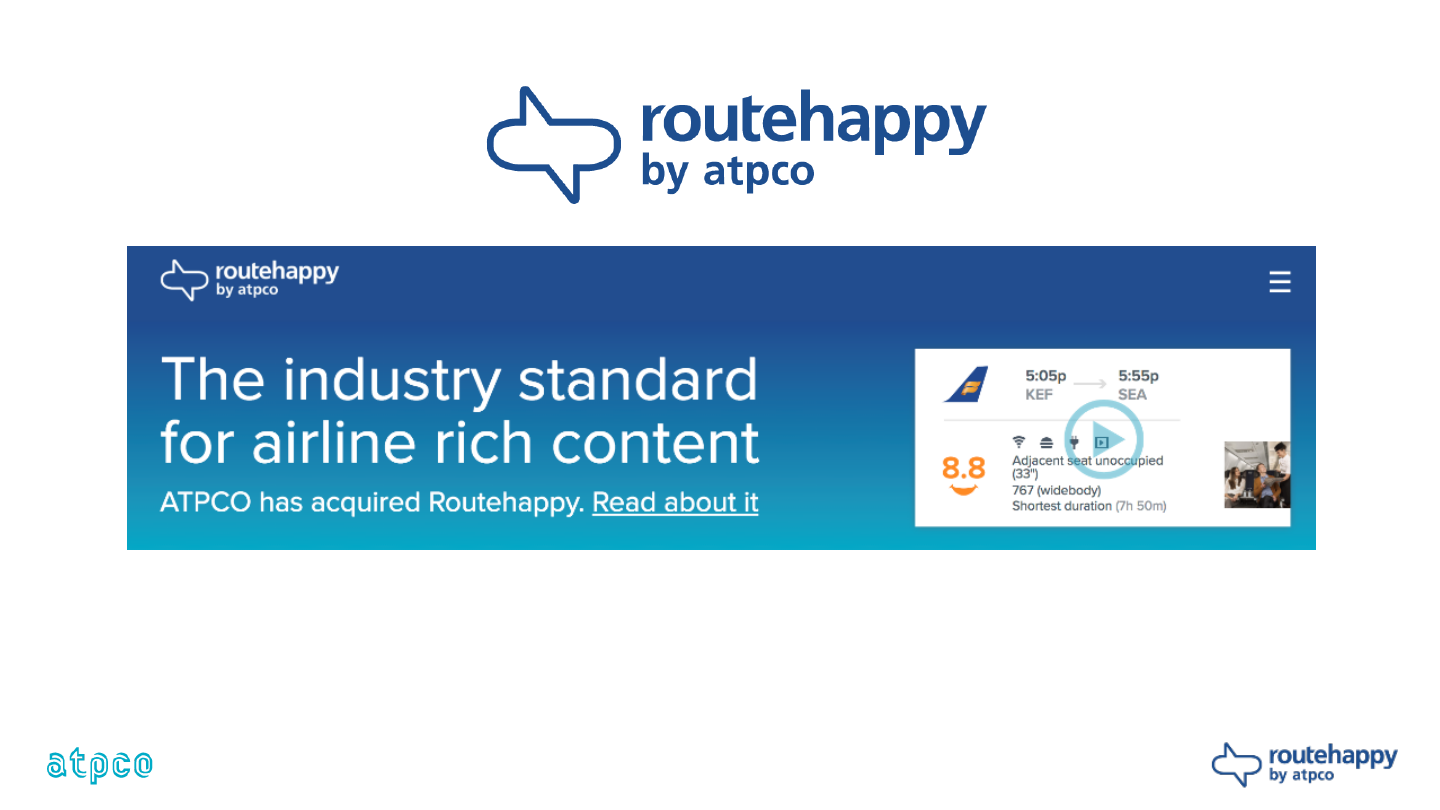 routehappy
by atpco
routehappy
by atpco
The industry standard
for airline rich content
ATPCO has acquired Routehappy. Read about it
5:05p
5:55p
KEF
SEA
8.8
Adjacent seat unoccupied
(33")
767 (widebody)
Shortest duration (7h 50m)
atpco
routehappy
by atpco